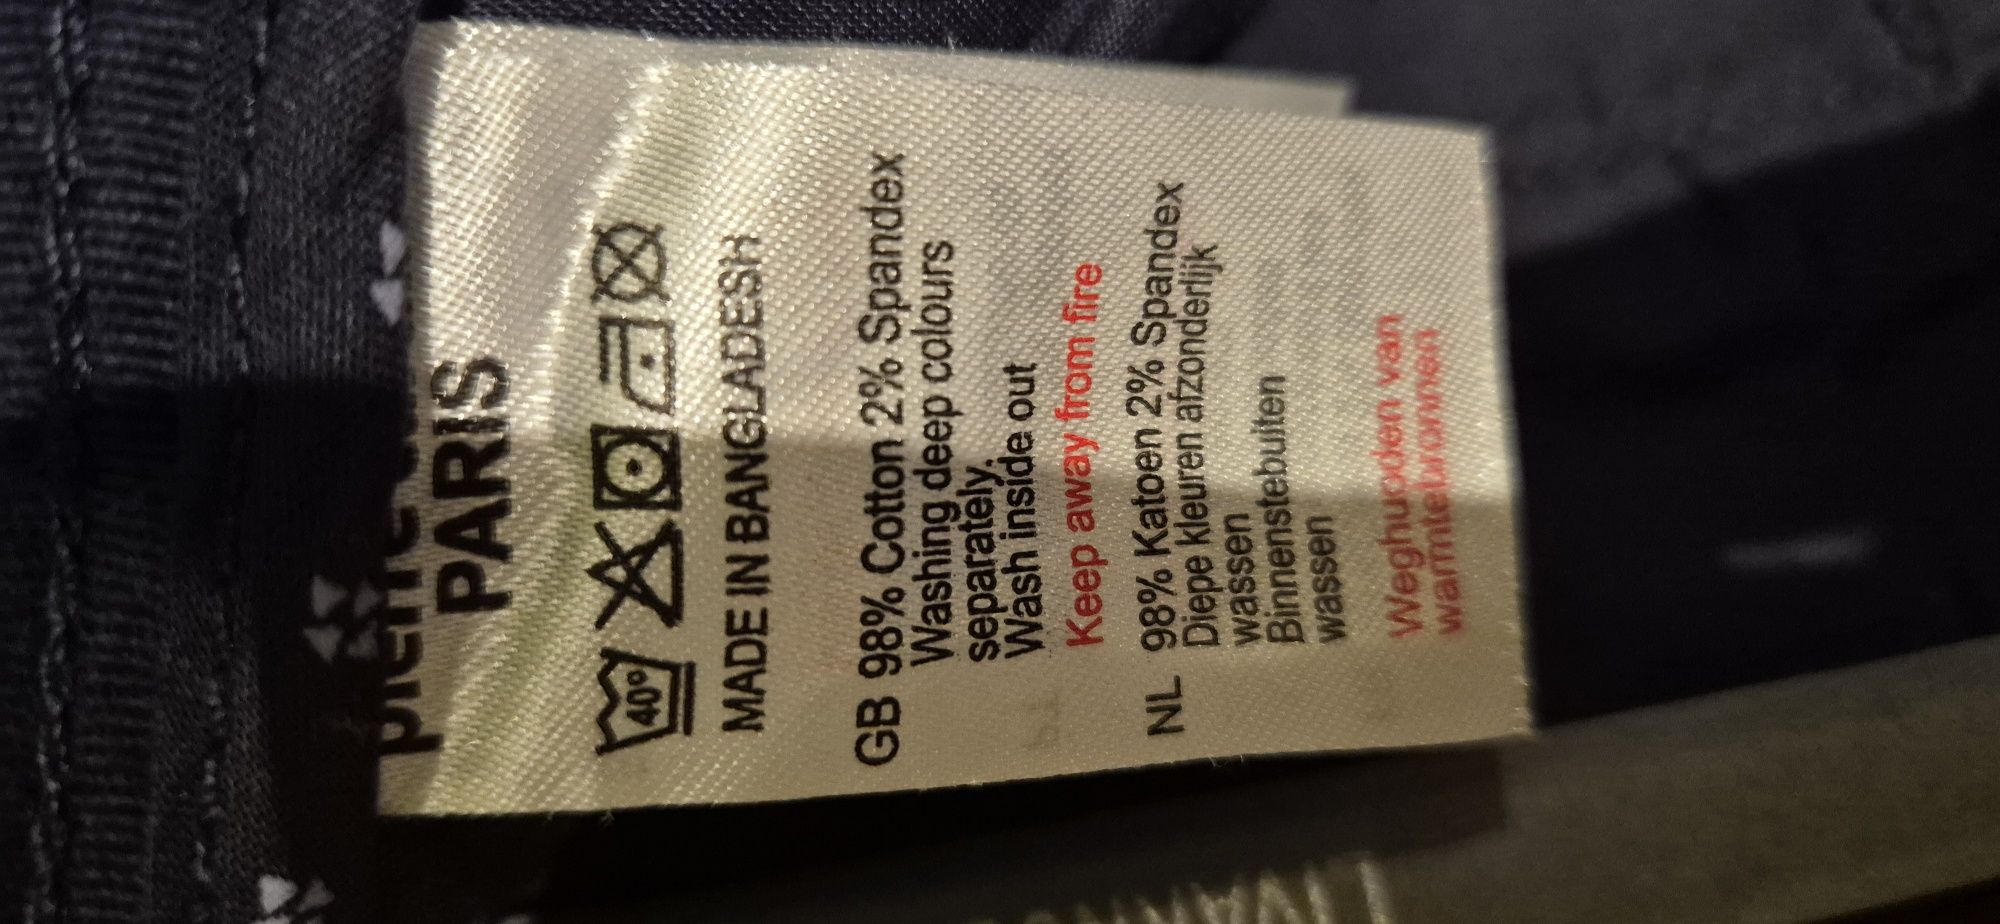 PARIS
40°
MADE IN BANGLADESH
GB 98% Cotton 2% Spandex
Washing deep colours
separately.
Wash inside out
Keep away from fire
NL 98% Katoen 2% Spandex
Diepe kleuren afzonderlijk
wassen
Binnenstebuiten
wassen
Weghuoden van
warmtebronnen